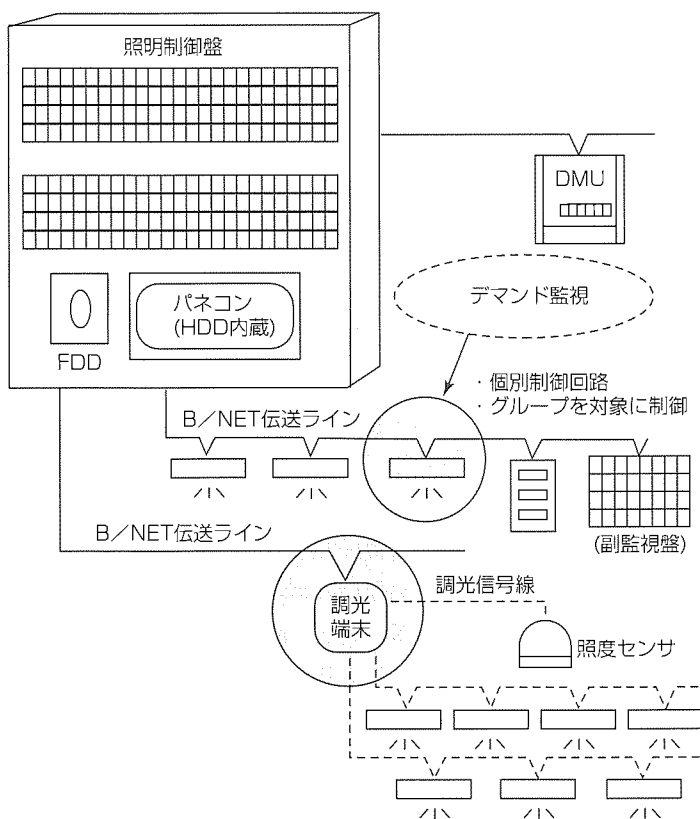 照明制御盤
DMU
デマンド監視
パネコン
(HDD内蔵)
FDD
・個別制御回路
・グループを対象に制御
B/NET伝送ライン
(副監視盤)
B/NET伝送ライン
調光信号線
調光
端末
照度センサ